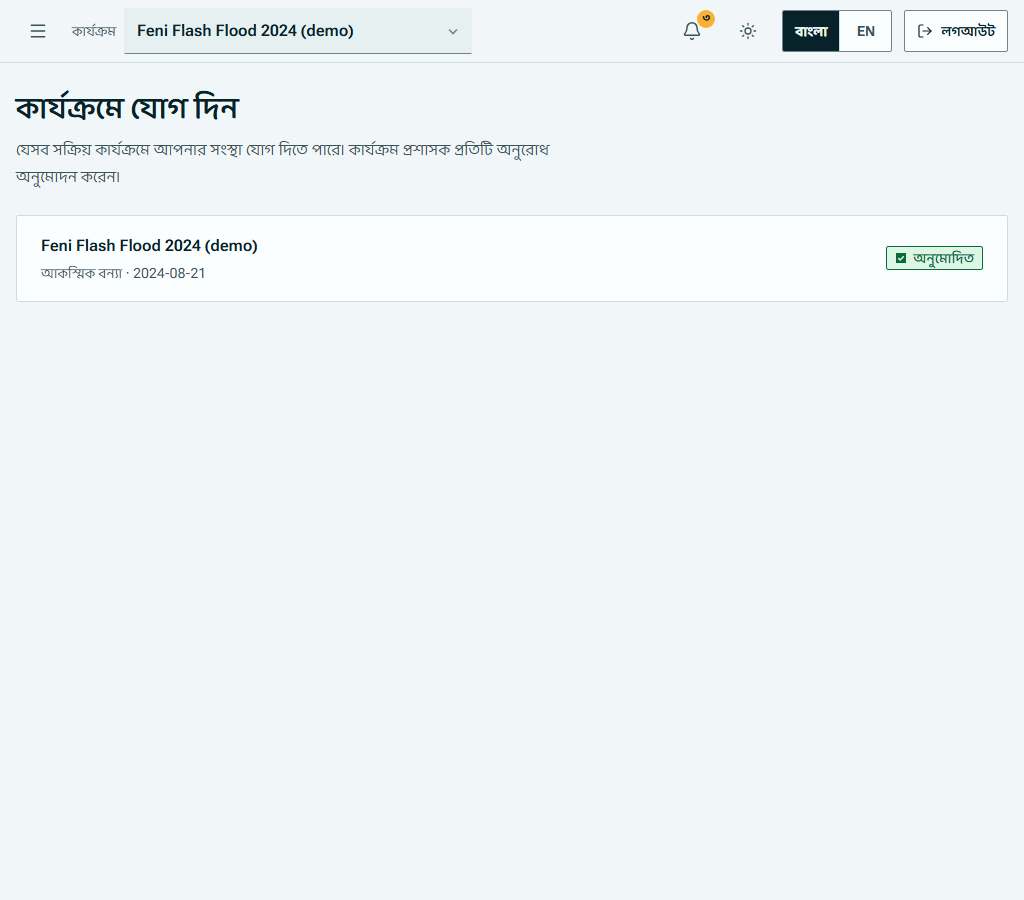 কার্যক্রম Feni Flash Flood 2024 (demo) ৩ বাংলা EN লগআউট
কার্যক্রমে যোগ দিন
যেসব সক্রিয় কার্যক্রমে আপনার সংস্থা যোগ দিতে পারে। কার্যক্রম প্রশাসক প্রতিটি অনুরোধ
অনুমোদন করেন।
Feni Flash Flood 2024 (demo)
আকস্মিক বন্যা · 2024-08-21
অনুমোদিত